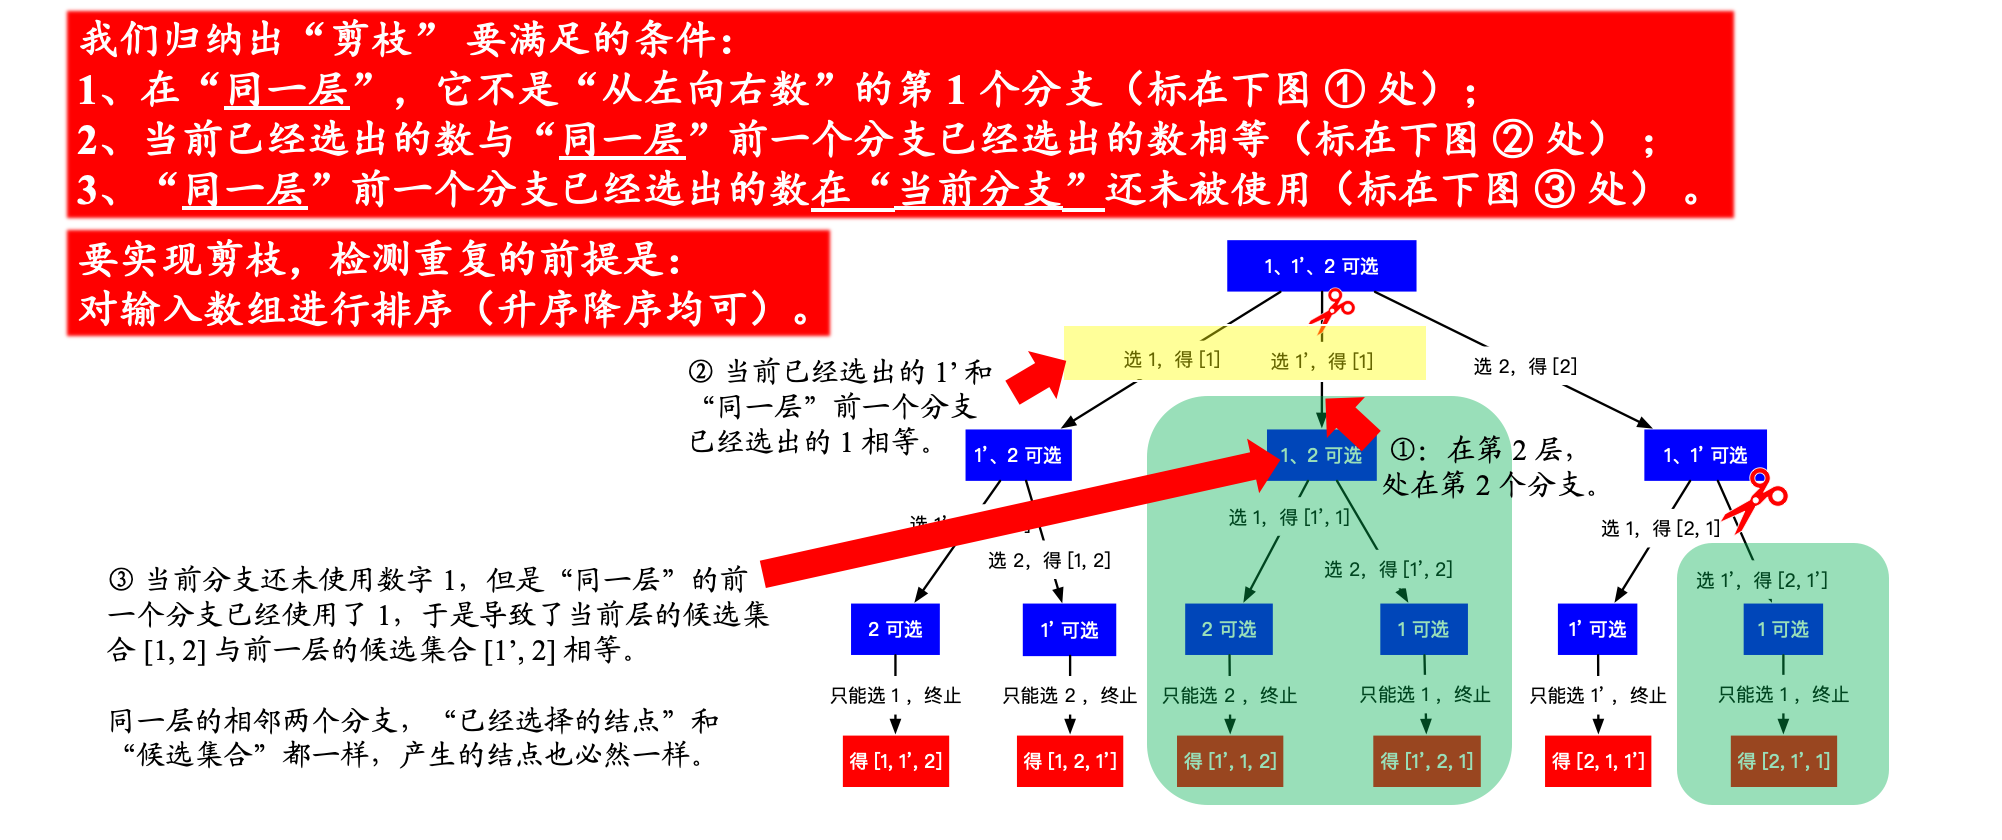 我们归纳出“剪枝” 要满足的条件：
1、在“同一层”，它不是“从左向右数”的第 1 个分支（标在下图 ① 处）；
2、当前已经选出的数与“同一层”前一个分支已经选出的数相等（标在下图 ② 处） ；
3、“同一层”前一个分支已经选出的数在“当前分支”还未被使用（标在下图 ③ 处） 。
要实现剪枝，检测重复的前提是：
对输入数组进行排序（升序降序均可）。
1、1’、2 可选
选 1，得 [1]
选 1’，得 [1]
选 2，得 [2]
② 当前已经选出的 1’ 和
“同一层”前一个分支
已经选出的 1 相等。
1’、2 可选
1、2 可选
①：在第 2 层，
处在第 2 个分支。
1、1’ 可选
选 1’
选 2，得 [1, 2]
选 1，得 [1’, 1]
选 2，得 [1’, 2]
选 1，得 [2, 1]
选 1’，得 [2, 1’]
③ 当前分支还未使用数字 1，但是“同一层”的前
一个分支已经使用了 1，于是导致了当前层的候选集
合 [1, 2] 与前一层的候选集合 [1’, 2] 相等。
2 可选
1’ 可选
2 可选
1 可选
1’ 可选
1 可选
同一层的相邻两个分支，“已经选择的结点”和
“候选集合”都一样，产生的结点也必然一样。
只能选 1 ，终止
只能选 2 ，终止
只能选 2 ，终止
只能选 1 ，终止
只能选 1’ ，终止
只能选 1 ，终止
得 [1, 1’, 2]
得 [1, 2, 1’]
得 [1’, 1, 2]
得 [1’, 2, 1]
得 [2, 1, 1’]
得 [2, 1’, 1]